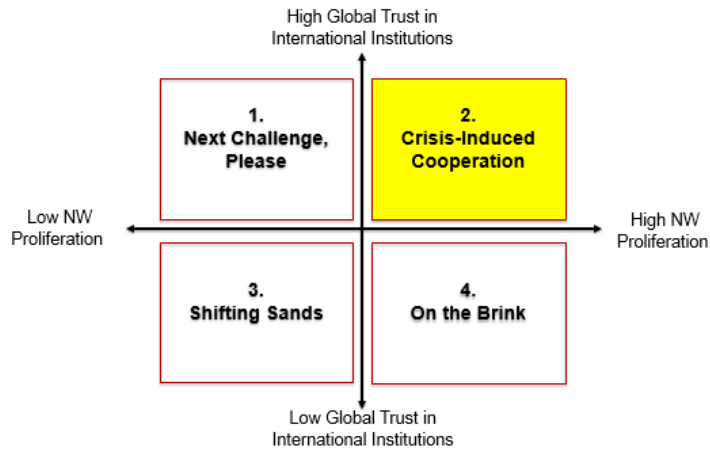 High Global Trust in
International Institutions
1.
Next Challenge,
Please
2.
Crisis-Induced
Cooperation
Low NW
Proliferation
High NW
Proliferation
3.
Shifting Sands
4.
On the Brink
Low Global Trust in
International Institutions